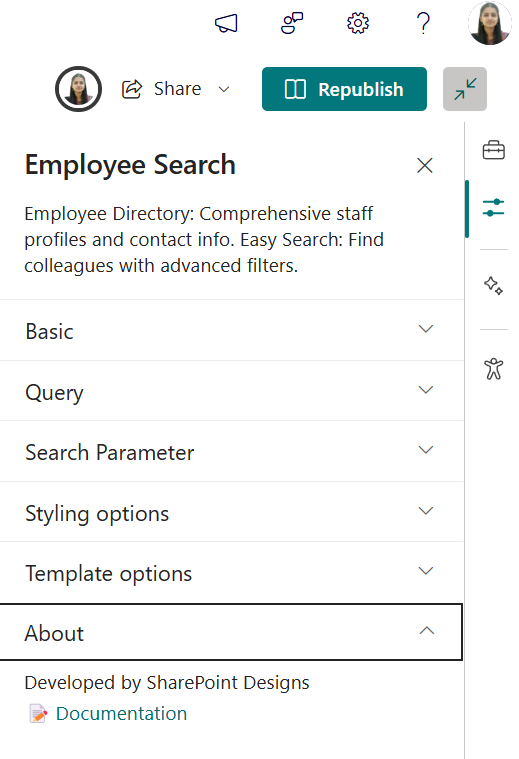 Share
Republish
Employee Search
Employee Directory: Comprehensive staff
profiles and contact info. Easy Search: Find
colleagues with advanced filters.
Basic
Query
Search Parameter
Styling options
Template options
About
Developed by SharePoint Designs
Documentation